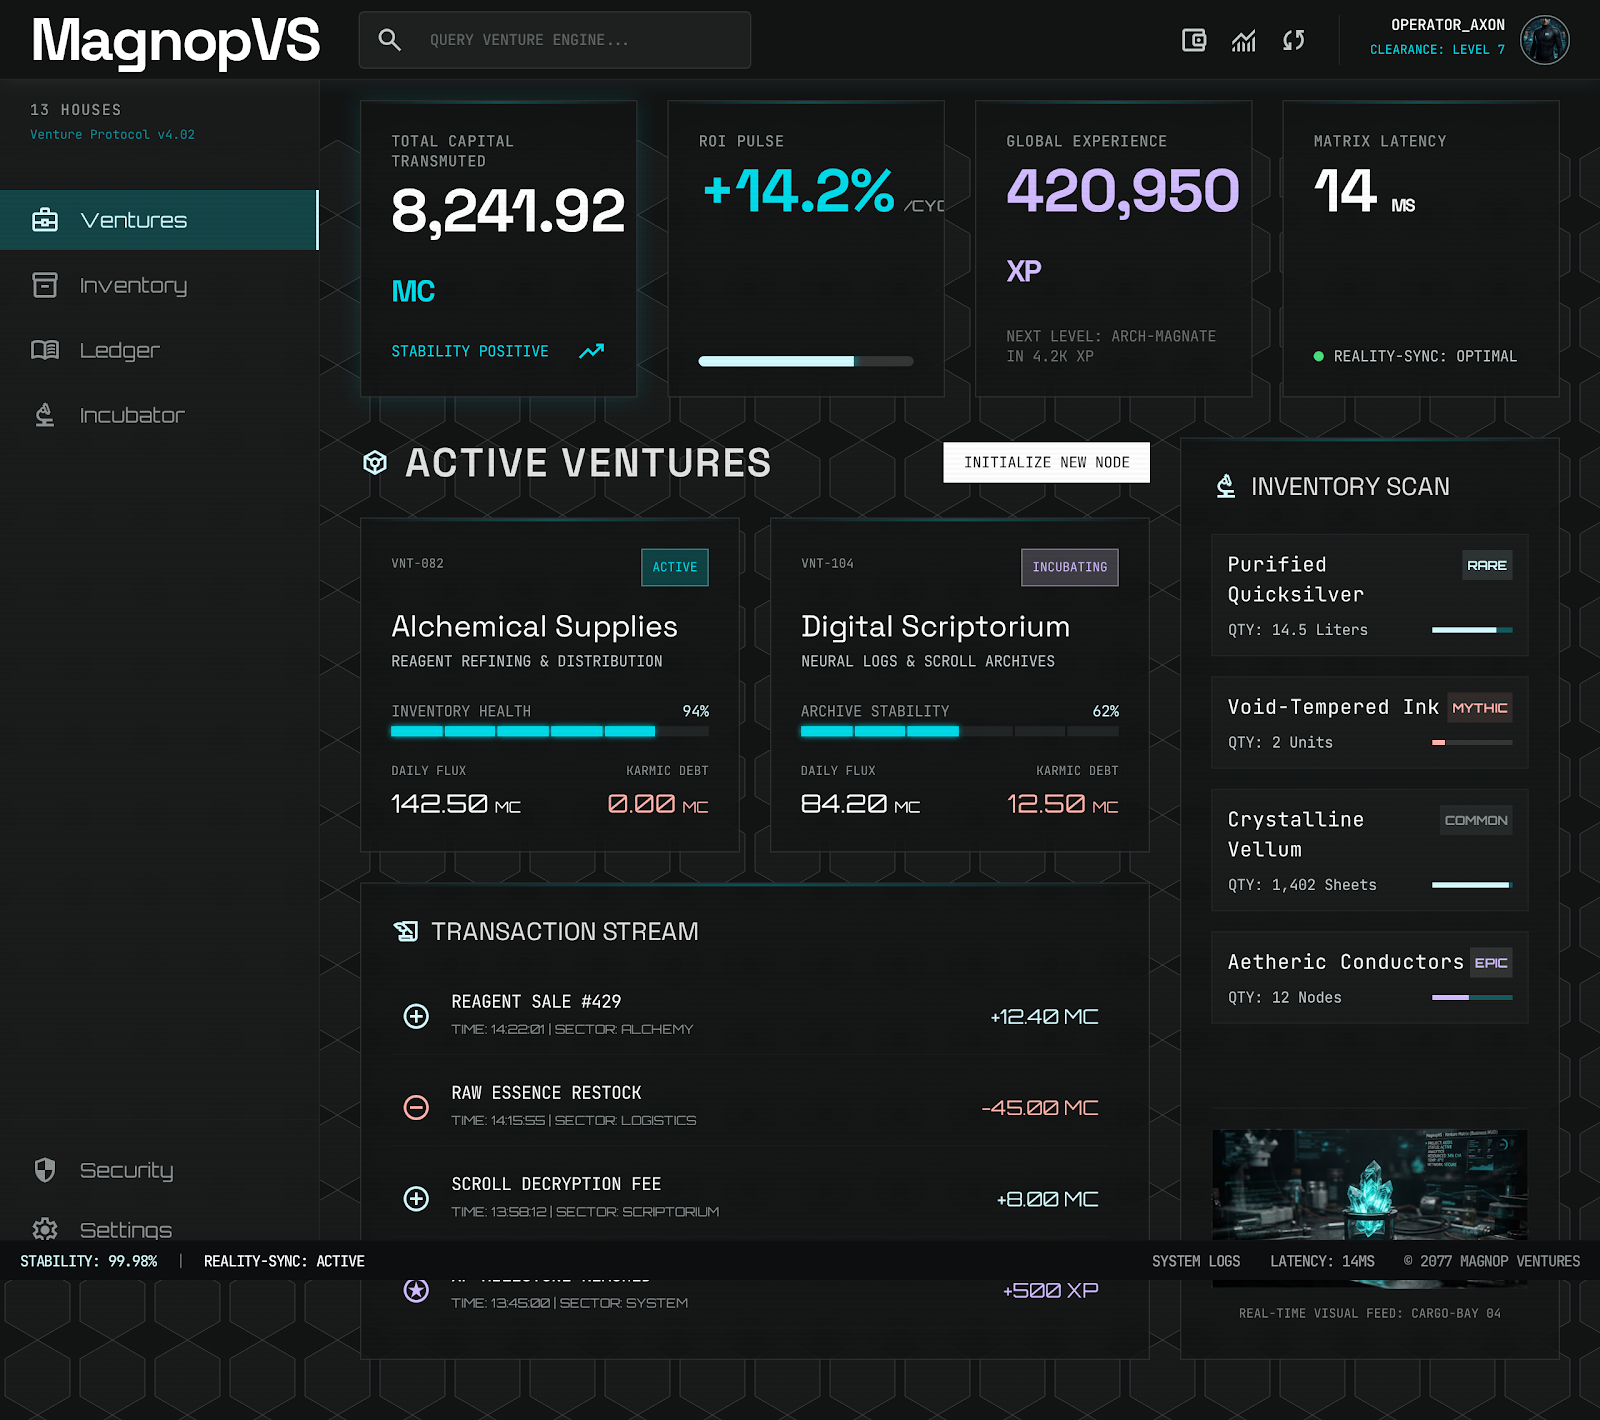 MagnopVS
QUERY VENTURE ENGINE...
OPERATOR_AXON
CLEARANCE: LEVEL 7
13 HOUSES
Venture Protocol v4.02
Ventures
Inventory
Ledger
Incubator
Security
Settings
TOTAL CAPITAL
TRANSMUTED
8,241.92
MC
STABILITY POSITIVE
ROI PULSE
+14.2% /CYC
GLOBAL EXPERIENCE
420,950
XP
NEXT LEVEL: ARCH-MAGNATE
IN 4.2K XP
MATRIX LATENCY
14 MS
REALITY-SYNC: OPTIMAL
ACTIVE VENTURES
INITIALIZE NEW NODE
VNT-082
ACTIVE
Alchemical Supplies
REAGENT REFINING & DISTRIBUTION
INVENTORY HEALTH 94%
DAILY FLUX KARMIC DEBT
142.50 MC 0.00 MC
VNT-104
INCUBATING
Digital Scriptorium
NEURAL LOGS & SCROLL ARCHIVES
ARCHIVE STABILITY 62%
DAILY FLUX KARMIC DEBT
84.20 MC 12.50 MC
TRANSACTION STREAM
REAGENT SALE #429
TIME: 14:22:01 | SECTOR: ALCHEMY
+12.40 MC
RAW ESSENCE RESTOCK
TIME: 14:15:55 | SECTOR: LOGISTICS
-45.00 MC
SCROLL DECRYPTION FEE
TIME: 13:58:12 | SECTOR: SCRIPTORIUM
+8.00 MC
TIME: 13:45:00 | SECTOR: SYSTEM
+500 XP
INVENTORY SCAN
Purified
Quicksilver
RARE
QTY: 14.5 Liters
Void-Tempered Ink
MYTHIC
QTY: 2 Units
Crystalline
Vellum
COMMON
QTY: 1,402 Sheets
Aetheric Conductors
EPIC
QTY: 12 Nodes
REAL-TIME VISUAL FEED: CARGO-BAY 04
STABILITY: 99.98% | REALITY-SYNC: ACTIVE
SYSTEM LOGS LATENCY: 14MS © 2077 MAGNOP VENTURES